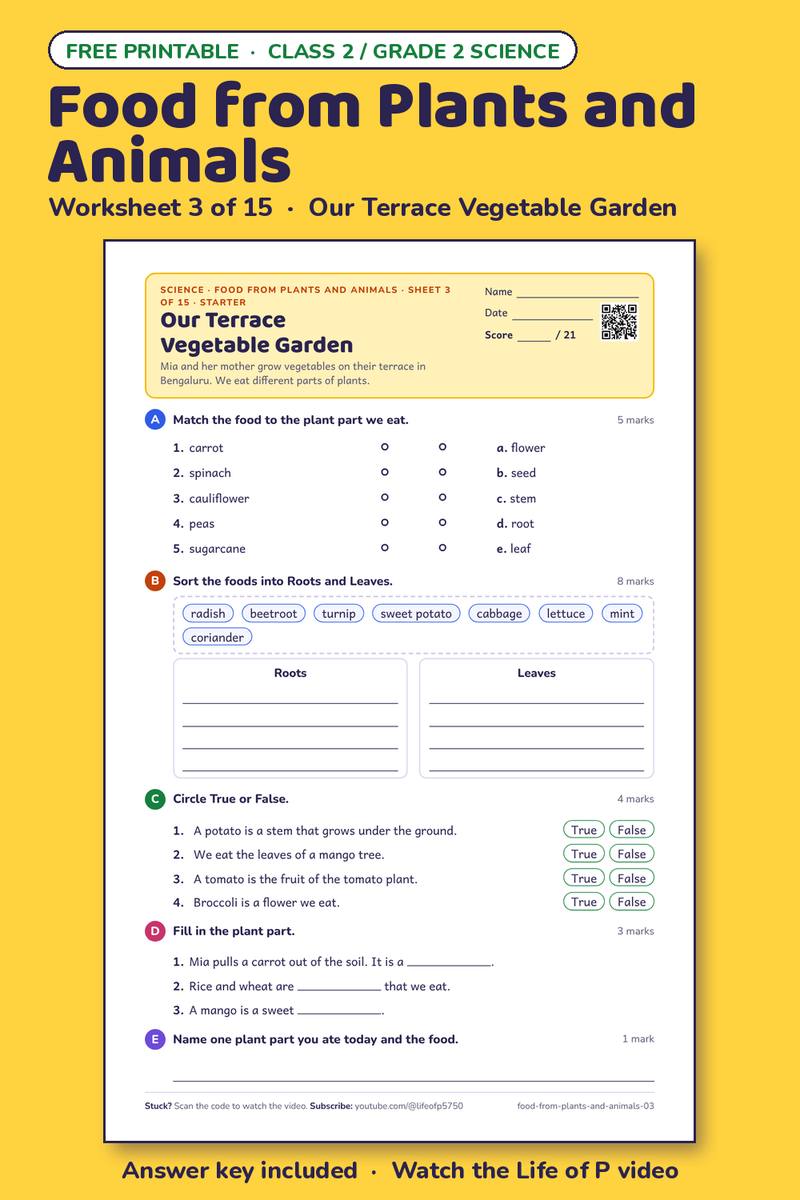 FREE PRINTABLE · CLASS 2 / GRADE 2 SCIENCE
Food from Plants and
Animals
Worksheet 3 of 15 · Our Terrace Vegetable Garden
SCIENCE · FOOD FROM PLANTS AND ANIMALS · SHEET 3
OF 15 · STARTER
Our Terrace
Vegetable Garden
Mia and her mother grow vegetables on their terrace in
Bengaluru. We eat different parts of plants.
Name
Date
Score / 21
A Match the food to the plant part we eat. 5 marks
1. carrot a. flower
2. spinach b. seed
3. cauliflower c. stem
4. peas d. root
5. sugarcane e. leaf
B Sort the foods into Roots and Leaves. 8 marks
radish beetroot turnip sweet potato cabbage lettuce mint
coriander
Roots Leaves
C Circle True or False. 4 marks
1. A potato is a stem that grows under the ground. True False
2. We eat the leaves of a mango tree. True False
3. A tomato is the fruit of the tomato plant. True False
4. Broccoli is a flower we eat. True False
D Fill in the plant part. 3 marks
1. Mia pulls a carrot out of the soil. It is a ____________.
2. Rice and wheat are ____________ that we eat.
3. A mango is a sweet ____________.
E Name one plant part you ate today and the food. 1 mark
Stuck? Scan the code to watch the video. Subscribe: youtube.com/@lifeofp5750 food-from-plants-and-animals-03
Answer key included · Watch the Life of P video